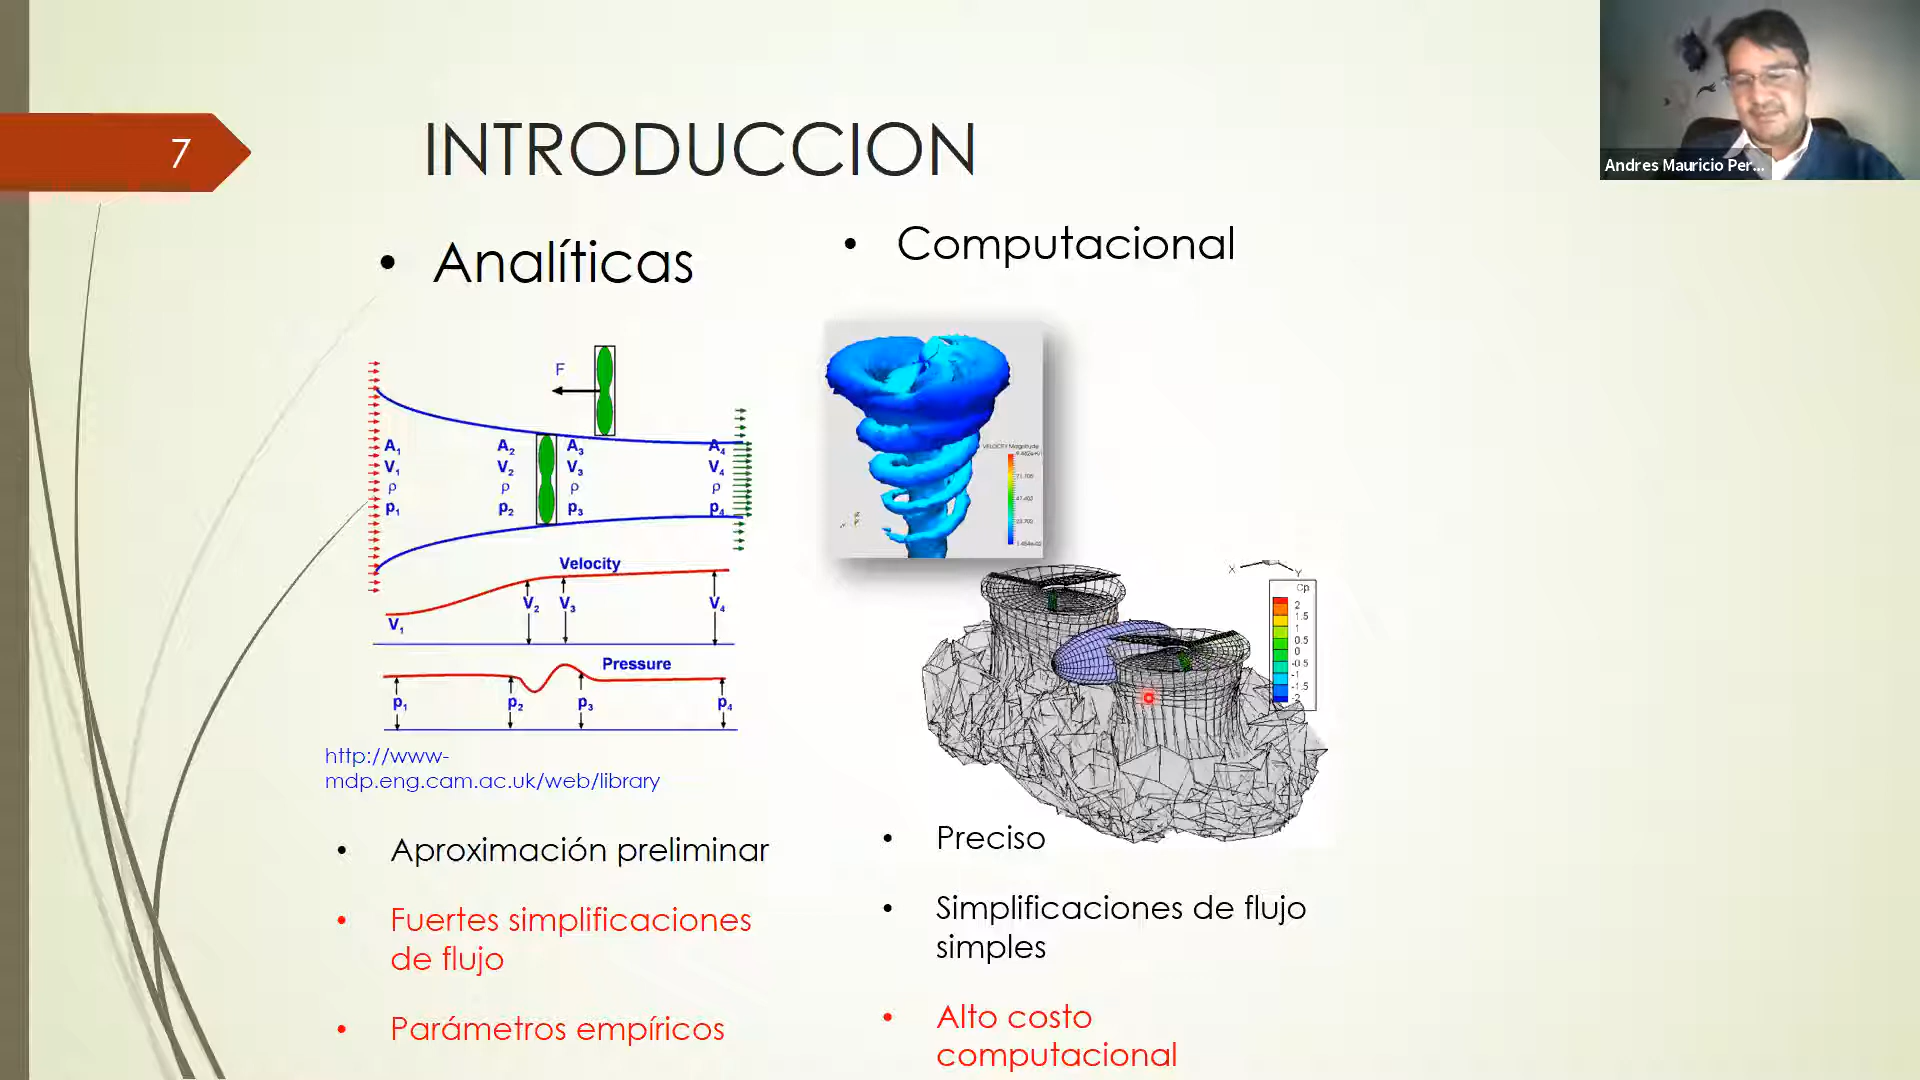 7
INTRODUCCION
Andres Mauricio Per...
• Analíticas
• Computacional
F
A₁ A₂ A₃ A₄
V₁ V₂ V₃ V₄
ρ ρ ρ ρ
p₁ p₂ p₃ p₄
Velocity
V₁ V₂ V₃ V₄
Pressure
p₁ p₂ p₃ p₄
http://www-
mdp.eng.cam.ac.uk/web/library
VELOCITY Magnitude
X Y
Cp
2
1.5
1
0.5
0
-0.5
-1
-1.5
-2
• Aproximación preliminar
• Fuertes simplificaciones
de flujo
• Parámetros empíricos
• Preciso
• Simplificaciones de flujo
simples
• Alto costo
computacional